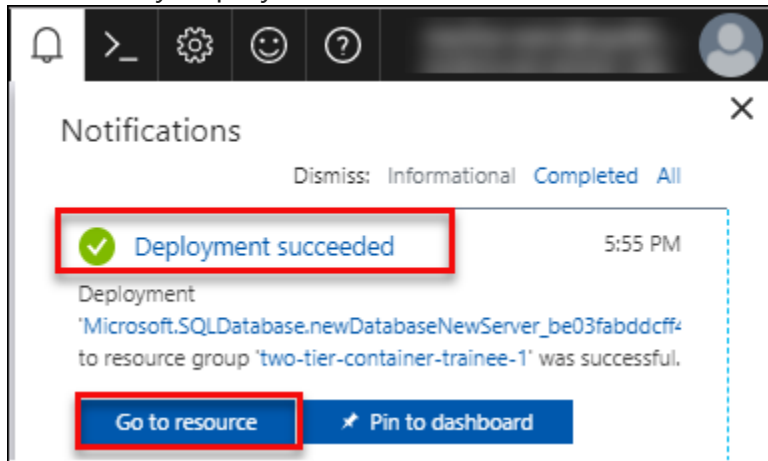 Notifications
Dismiss: Informational Completed All
Deployment succeeded 5:55 PM
Deployment
'Microsoft.SQLDatabase.newDatabaseNewServer_be03fabddcff4
to resource group 'two-tier-container-trainee-1' was successful.
Go to resource Pin to dashboard